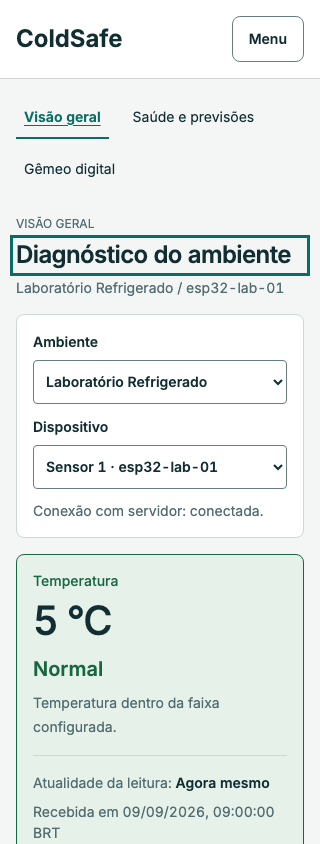 ColdSafe
Menu
Visão geral
Saúde e previsões
Gêmeo digital
VISÃO GERAL
Diagnóstico do ambiente
Laboratório Refrigerado / esp32-lab-01
Ambiente
Laboratório Refrigerado
Dispositivo
Sensor 1 · esp32-lab-01
Conexão com servidor: conectada.
Temperatura
5 °C
Normal
Temperatura dentro da faixa
configurada.
Atualidade da leitura: Agora mesmo
Recebida em 09/09/2026, 09:00:00
BRT